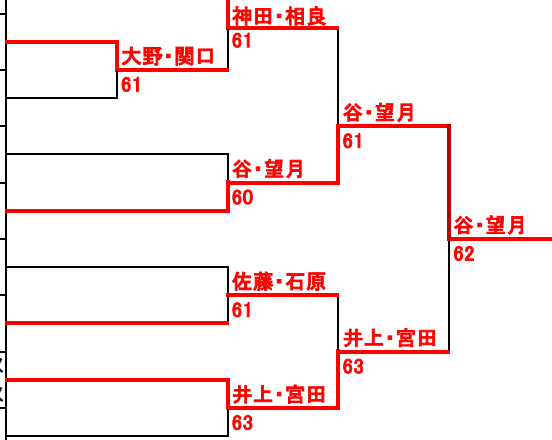 神田・相良
61
大野・関口
61
谷・望月
61
谷・望月
60
谷・望月
62
佐藤・石原
61
井上・宮田
63
井上・宮田
63